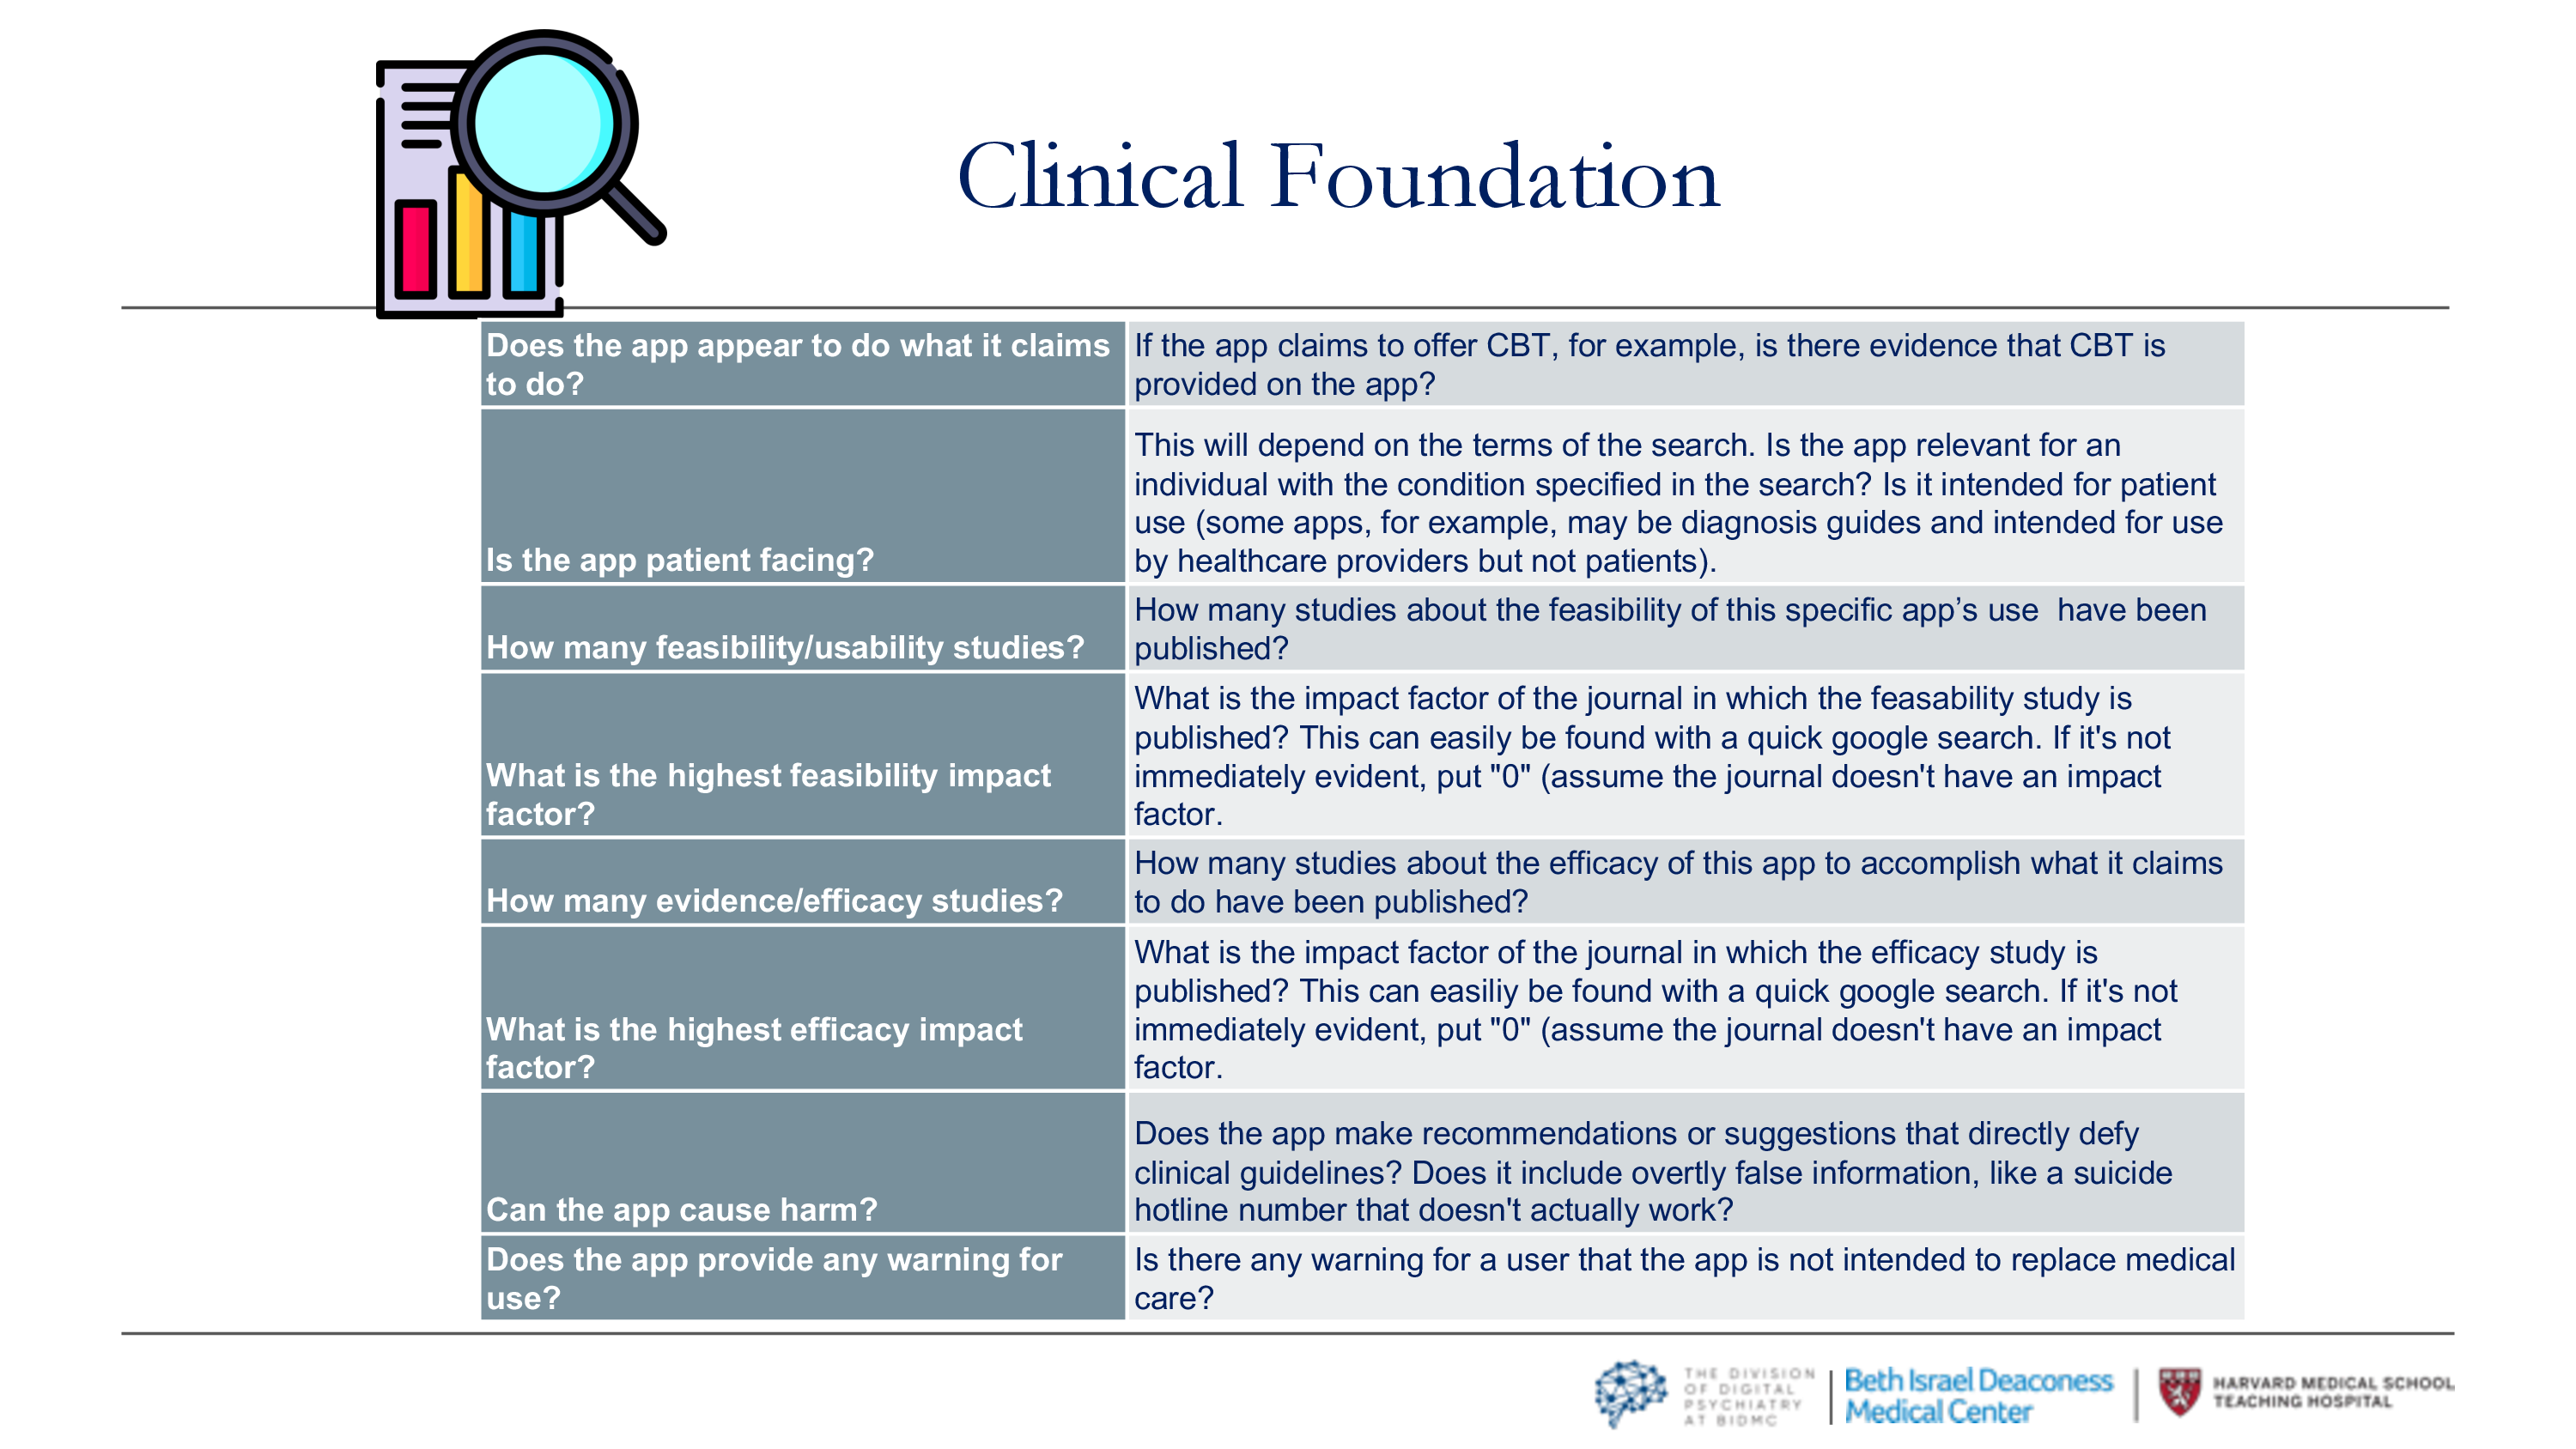 Clinical Foundation
Does the app appear to do what it claims
to do?
If the app claims to offer CBT, for example, is there evidence that CBT is
provided on the app?
Is the app patient facing?
This will depend on the terms of the search. Is the app relevant for an
individual with the condition specified in the search? Is it intended for patient
use (some apps, for example, may be diagnosis guides and intended for use
by healthcare providers but not patients).
How many feasibility/usability studies?
How many studies about the feasibility of this specific app’s use  have been
published?
What is the highest feasibility impact
factor?
What is the impact factor of the journal in which the feasability study is
published? This can easily be found with a quick google search. If it's not
immediately evident, put "0" (assume the journal doesn't have an impact
factor.
How many evidence/efficacy studies?
How many studies about the efficacy of this app to accomplish what it claims
to do have been published?
What is the highest efficacy impact
factor?
What is the impact factor of the journal in which the efficacy study is
published? This can easiliy be found with a quick google search. If it's not
immediately evident, put "0" (assume the journal doesn't have an impact
factor.
Can the app cause harm?
Does the app make recommendations or suggestions that directly defy
clinical guidelines? Does it include overtly false information, like a suicide
hotline number that doesn't actually work?
Does the app provide any warning for
use?
Is there any warning for a user that the app is not intended to replace medical
care?
THE DIVISION
OF DIGITAL
PSYCHIATRY
AT BIDMC
Beth Israel Deaconess
Medical Center
HARVARD MEDICAL SCHOOL
TEACHING HOSPITAL